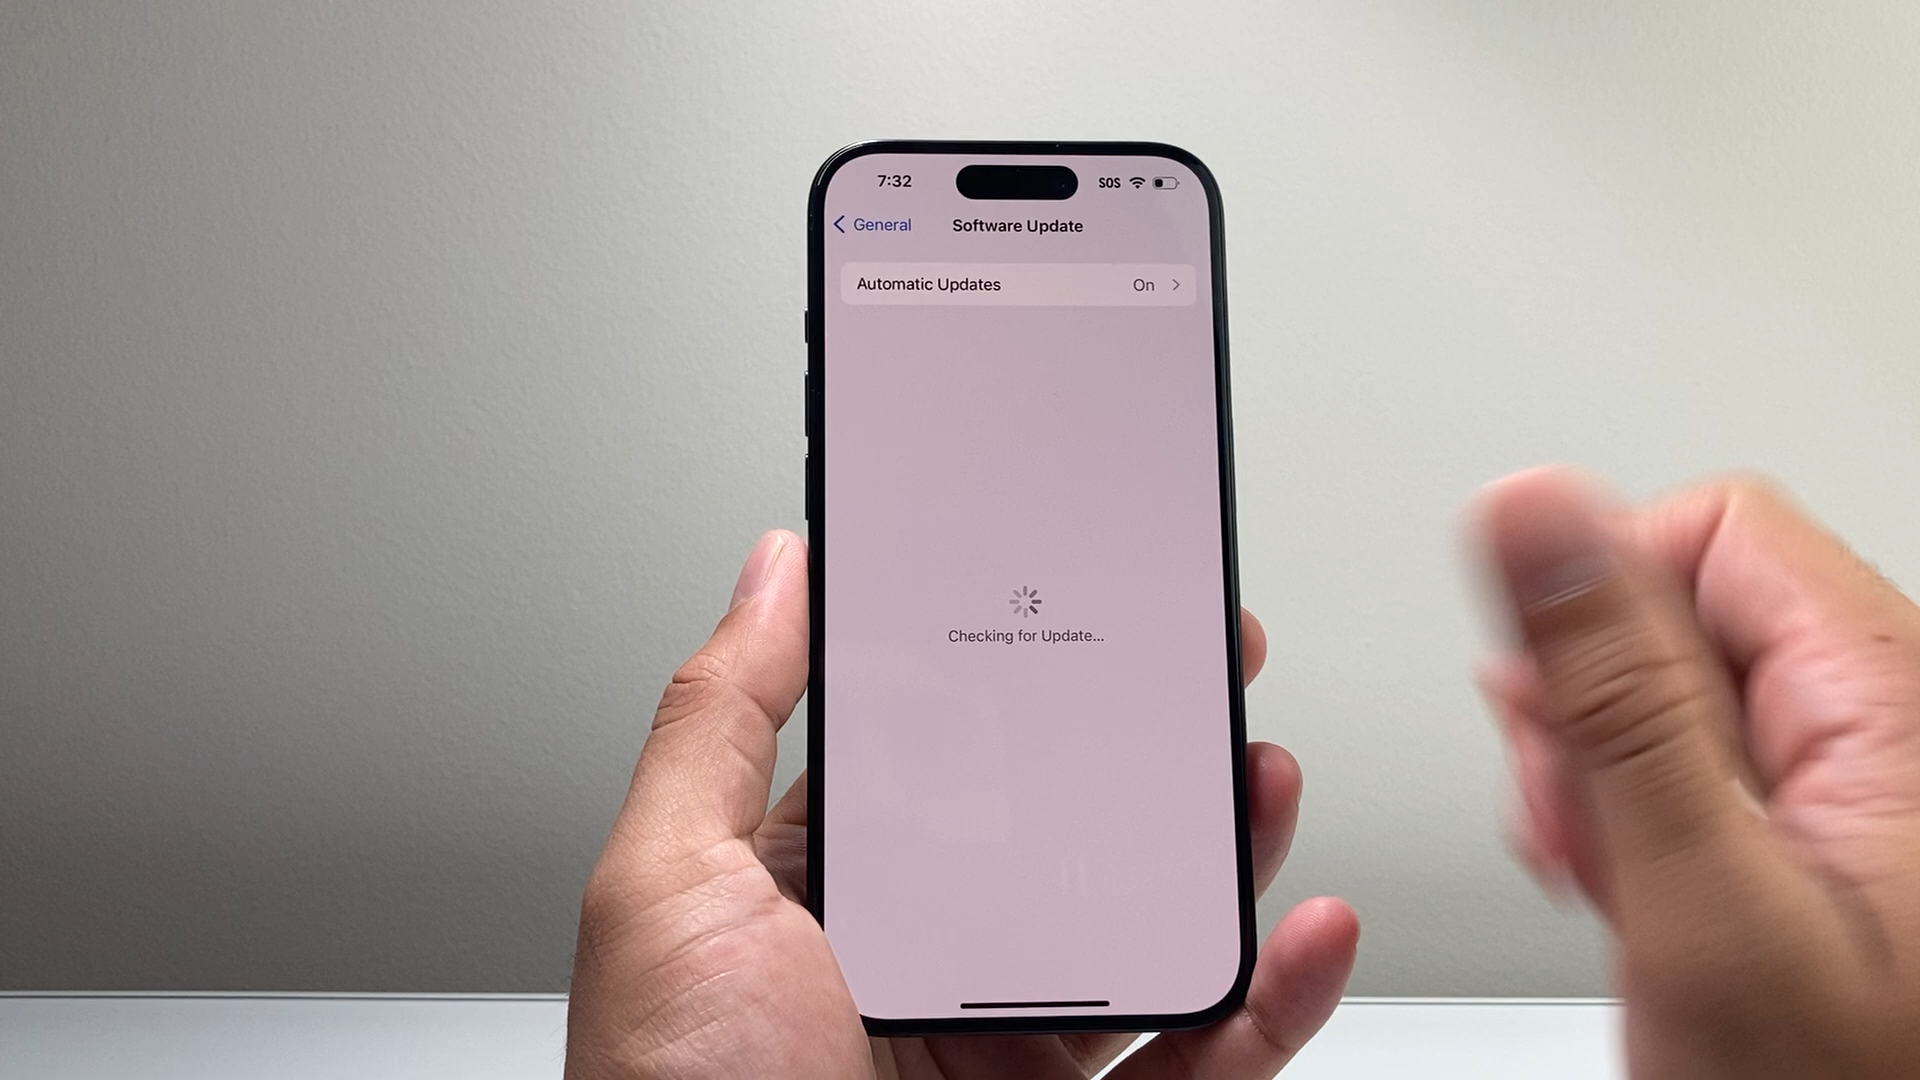 7:32 SOS
General Software Update
Automatic Updates On
Checking for Update...